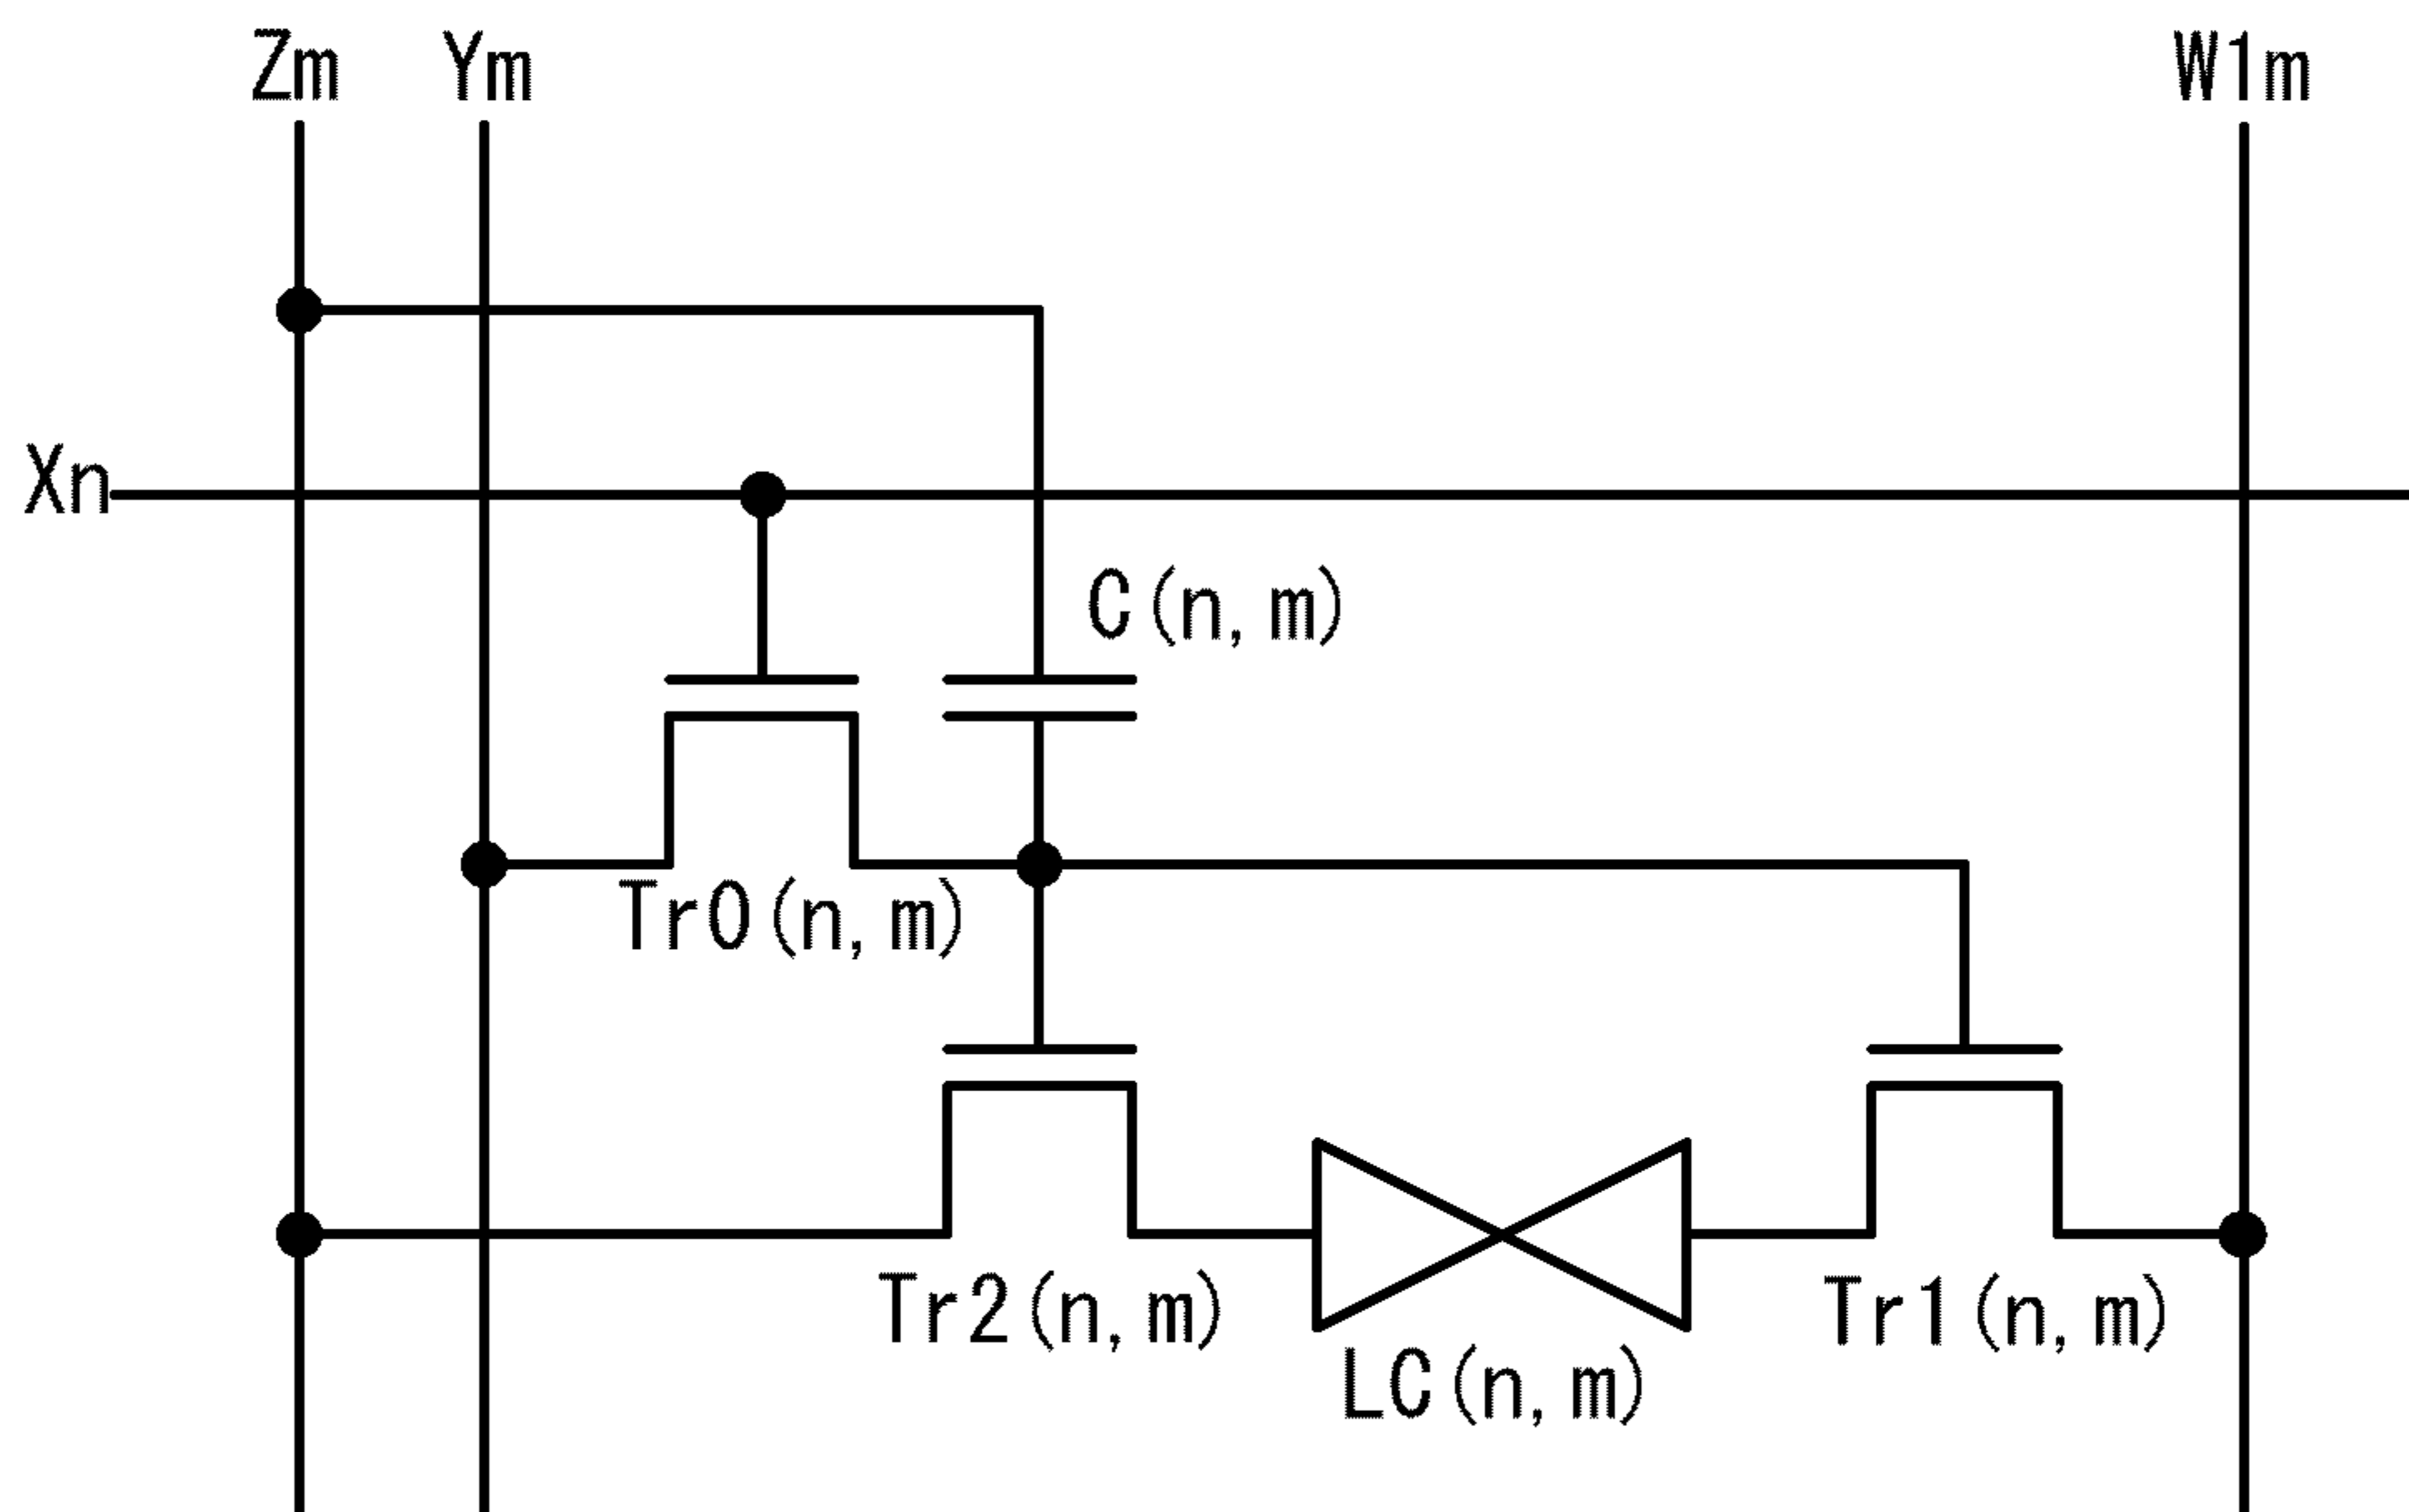 Zm
Ym
W1m
Xn
C(n,m)
Tr0(n,m)
Tr2(n,m)
Tr1(n,m)
LC(n,m)